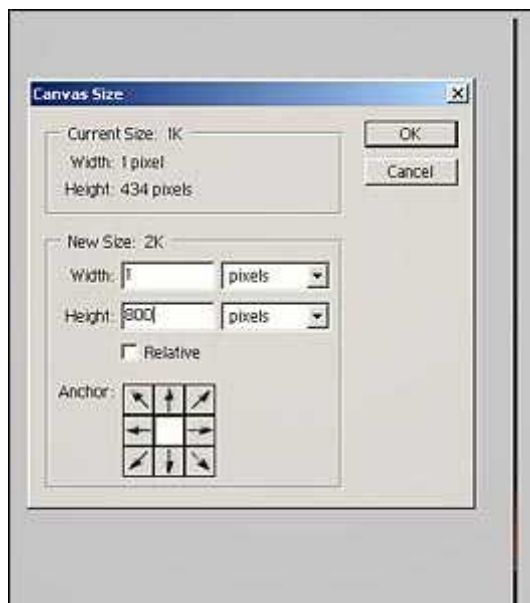 Canvas Size
Current Size: 1K
OK
Width: 1 pixel
Cancel
Height: 434 pixels
New Size: 2K
Width: 1 pixels
Height: 800 pixels
Relative
Anchor: